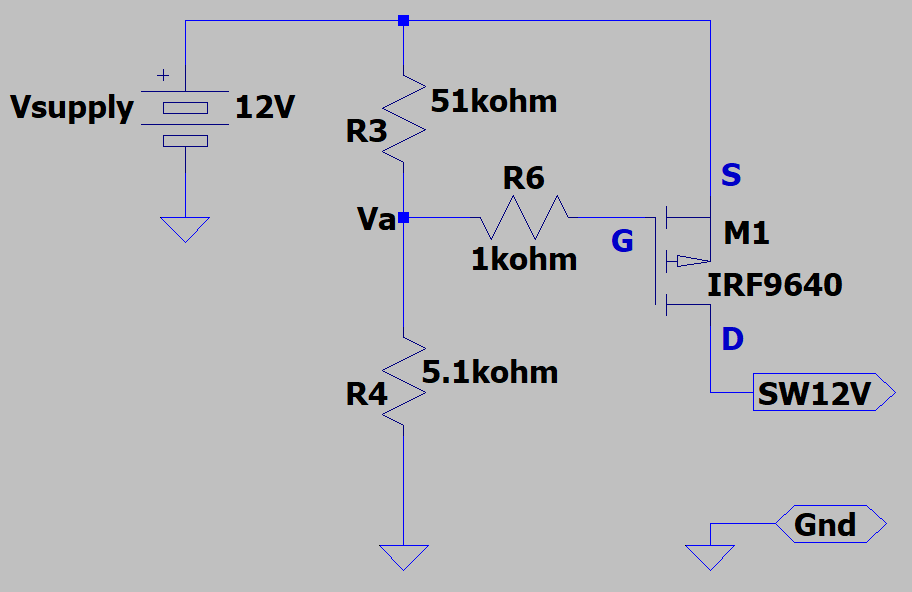 +
Vsupply
12V
51kohm
R3
R6
S
Va
G
M1
1kohm
IRF9640
D
5.1kohm
R4
SW12V
Gnd